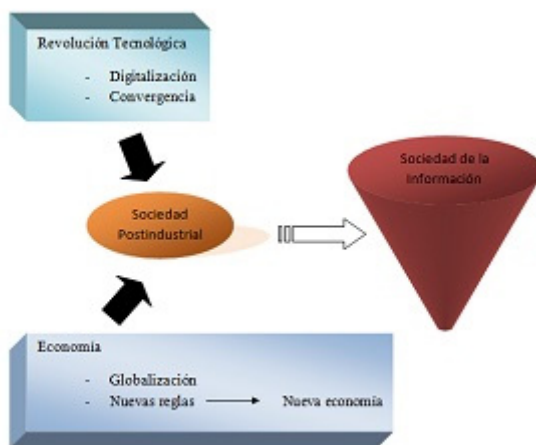 Revolución Tecnológica
- Digitalización
- Convergencia
Sociedad
Postindustrial
Sociedad de la
Información
Economía
- Globalización
- Nuevas reglas
Nueva economía